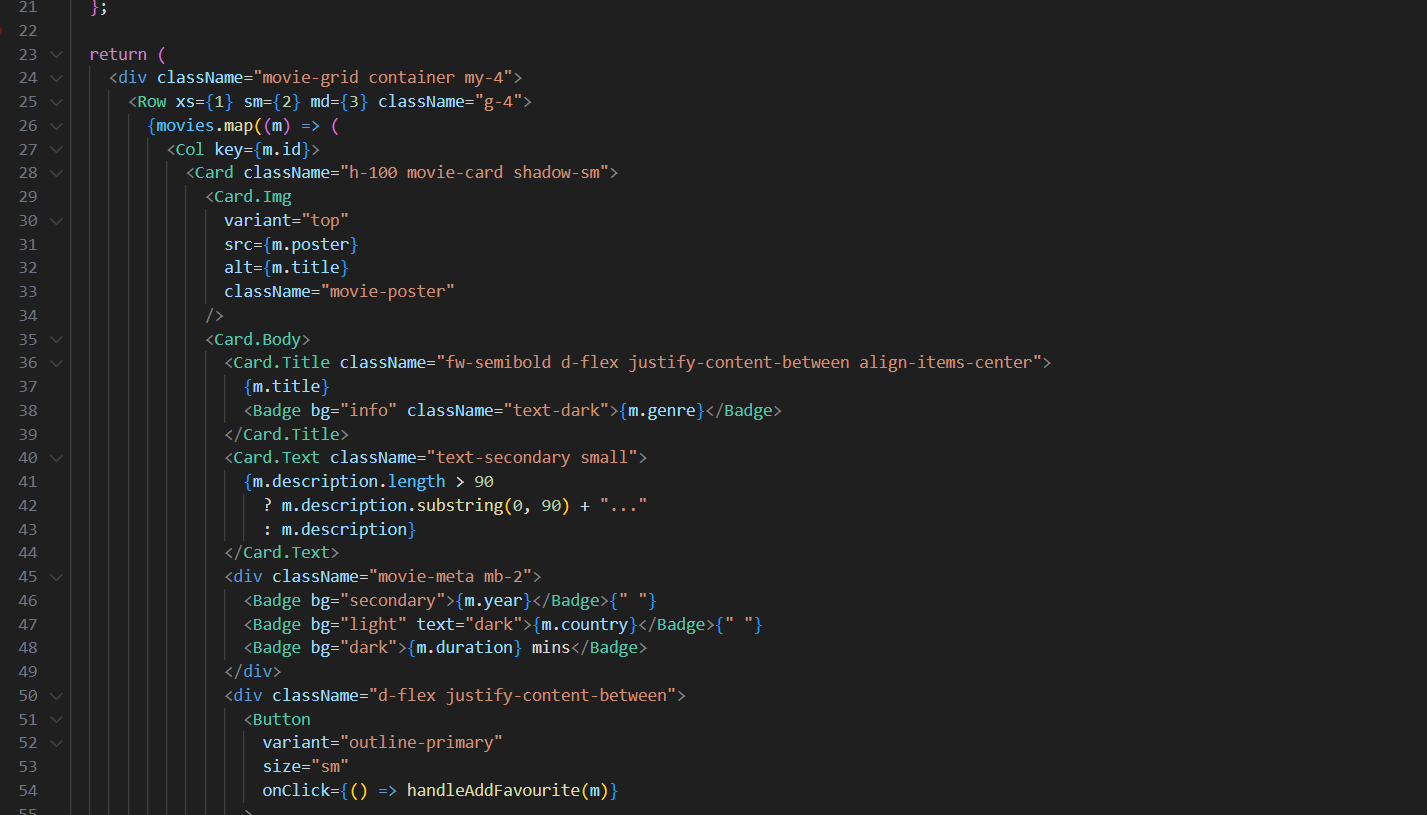 21 };
22
23 return (
24 <div className="movie-grid container my-4">
25 <Row xs={1} sm={2} md={3} className="g-4">
26 {movies.map((m) => (
27 <Col key={m.id}>
28 <Card className="h-100 movie-card shadow-sm">
29 <Card.Img
30 variant="top"
31 src={m.poster}
32 alt={m.title}
33 className="movie-poster"
34 />
35 <Card.Body>
36 <Card.Title className="fw-semibold d-flex justify-content-between align-items-center">
37 {m.title}
38 <Badge bg="info" className="text-dark">{m.genre}</Badge>
39 </Card.Title>
40 <Card.Text className="text-secondary small">
41 {m.description.length > 90
42 ? m.description.substring(0, 90) + "..."
43 : m.description}
44 </Card.Text>
45 <div className="movie-meta mb-2">
46 <Badge bg="secondary">{m.year}</Badge>{" "}
47 <Badge bg="light" text="dark">{m.country}</Badge>{" "}
48 <Badge bg="dark">{m.duration} mins</Badge>
49 </div>
50 <div className="d-flex justify-content-between">
51 <Button
52 variant="outline-primary"
53 size="sm"
54 onClick={() => handleAddFavourite(m)}
55 >